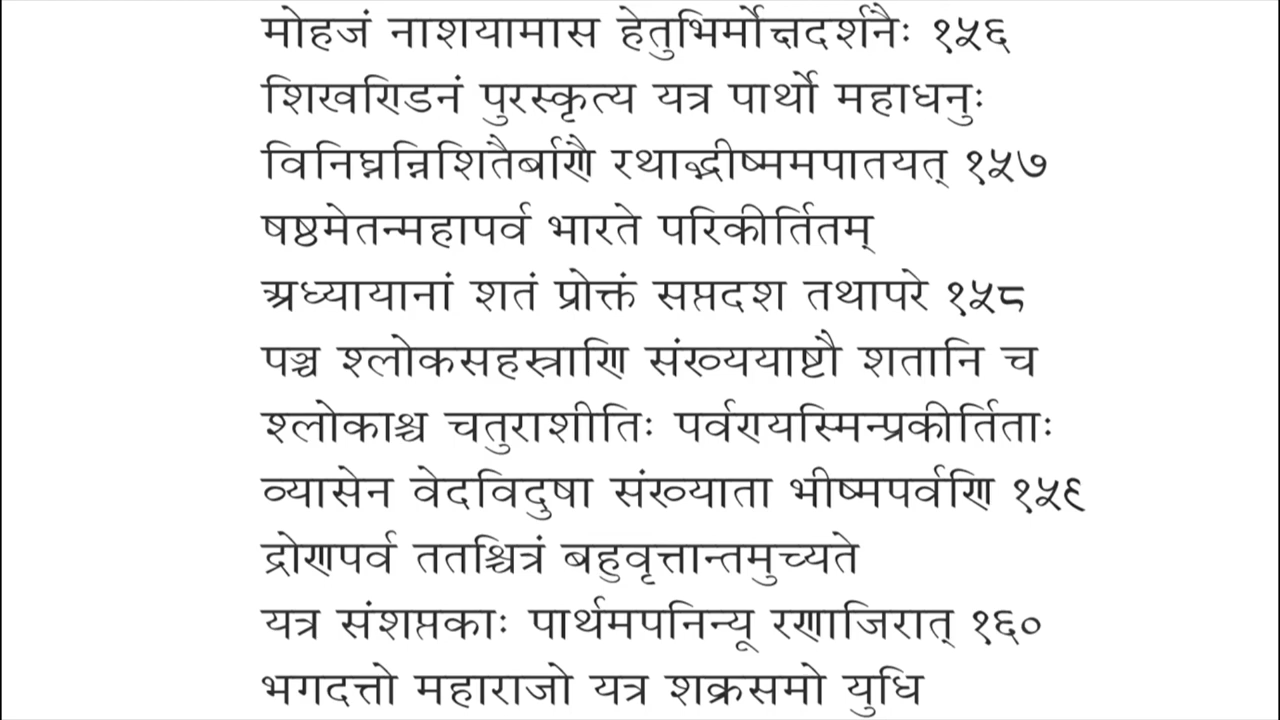 मोहजं नाशयामास हेतुभिर्मोक्षदर्शनैः १५६
शिखण्डिनं पुरस्कृत्य यत्र पार्थो महाधनुः
विनिघ्नन्निशितैर्बाणै रथाद्भीष्ममपातयत् १५७
षष्ठमेतन्महापर्व भारते परिकीर्तितम्
अध्यायानां शतं प्रोक्तं सप्तदश तथापरे १५८
पञ्च श्लोकसहस्राणि संख्ययाष्टौ शतानि च
श्लोकाश्च चतुराशीतिः पर्वण्यस्मिन्प्रकीर्तिताः
व्यासेन वेदविदुषा संख्याता भीष्मपर्वणि १५९
द्रोणपर्व ततश्चित्रं बहुवृत्तान्तमुच्यते
यत्र संशप्तकाः पार्थमपनिन्यू रणाजिरात् १६०
भगदत्तो महाराजो यत्र शक्रसमो युधि